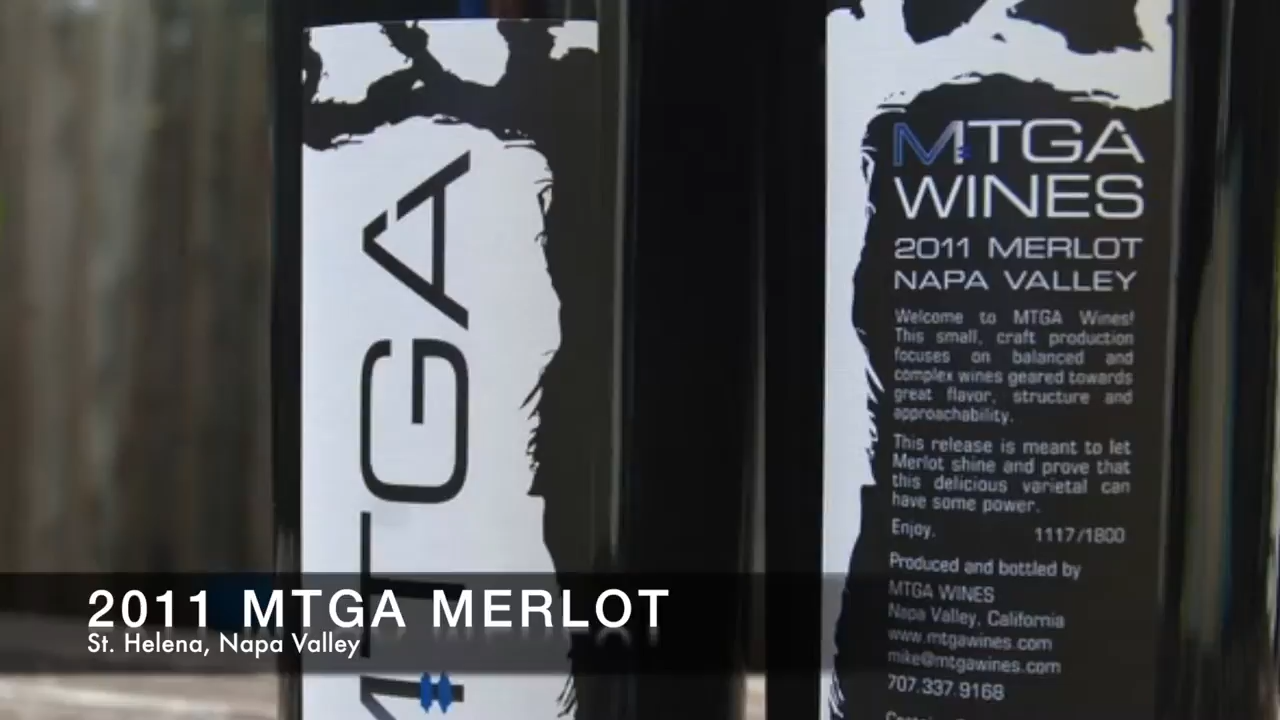 MTGA
MTGA
WINES
2011 MERLOT
NAPA VALLEY
Welcome to MTGA Wines!
This small, craft production
focuses on balanced and
complex wines geared towards
great flavor, structure and
approachability.
This release is meant to let
Merlot shine and prove that
this delicious varietal can
have some power.
Enjoy. 1117/1800
Produced and bottled by
MTGA WINES
Napa Valley, California
www.mtgawines.com
mike@mtgawines.com
707.337.9168
2011 MTGA MERLOT
St. Helena, Napa Valley